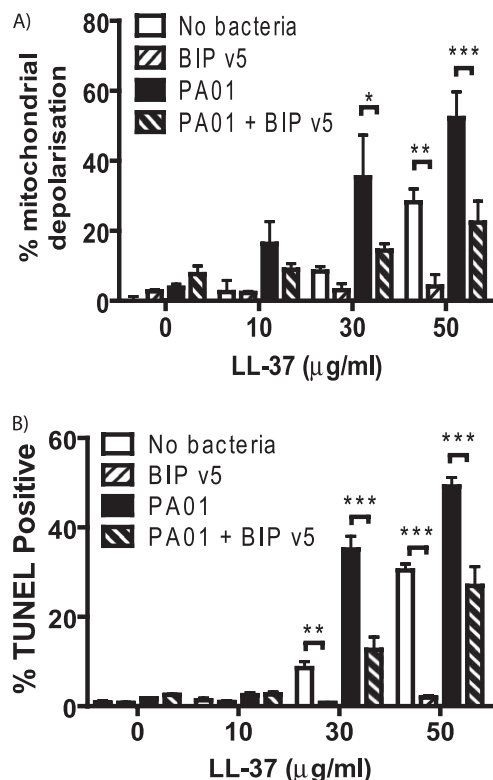 A)
No bacteria
BIP v5
PA01
PA01 + BIP v5
80
60
40
20
0
% mitochondrial
depolarisation
*
**
***
0 10 30 50
LL-37 (μg/ml)
B)
No bacteria
BIP v5
PA01
PA01 + BIP v5
60
40
20
0
% TUNEL Positive
**
***
***
***
0 10 30 50
LL-37 (μg/ml)